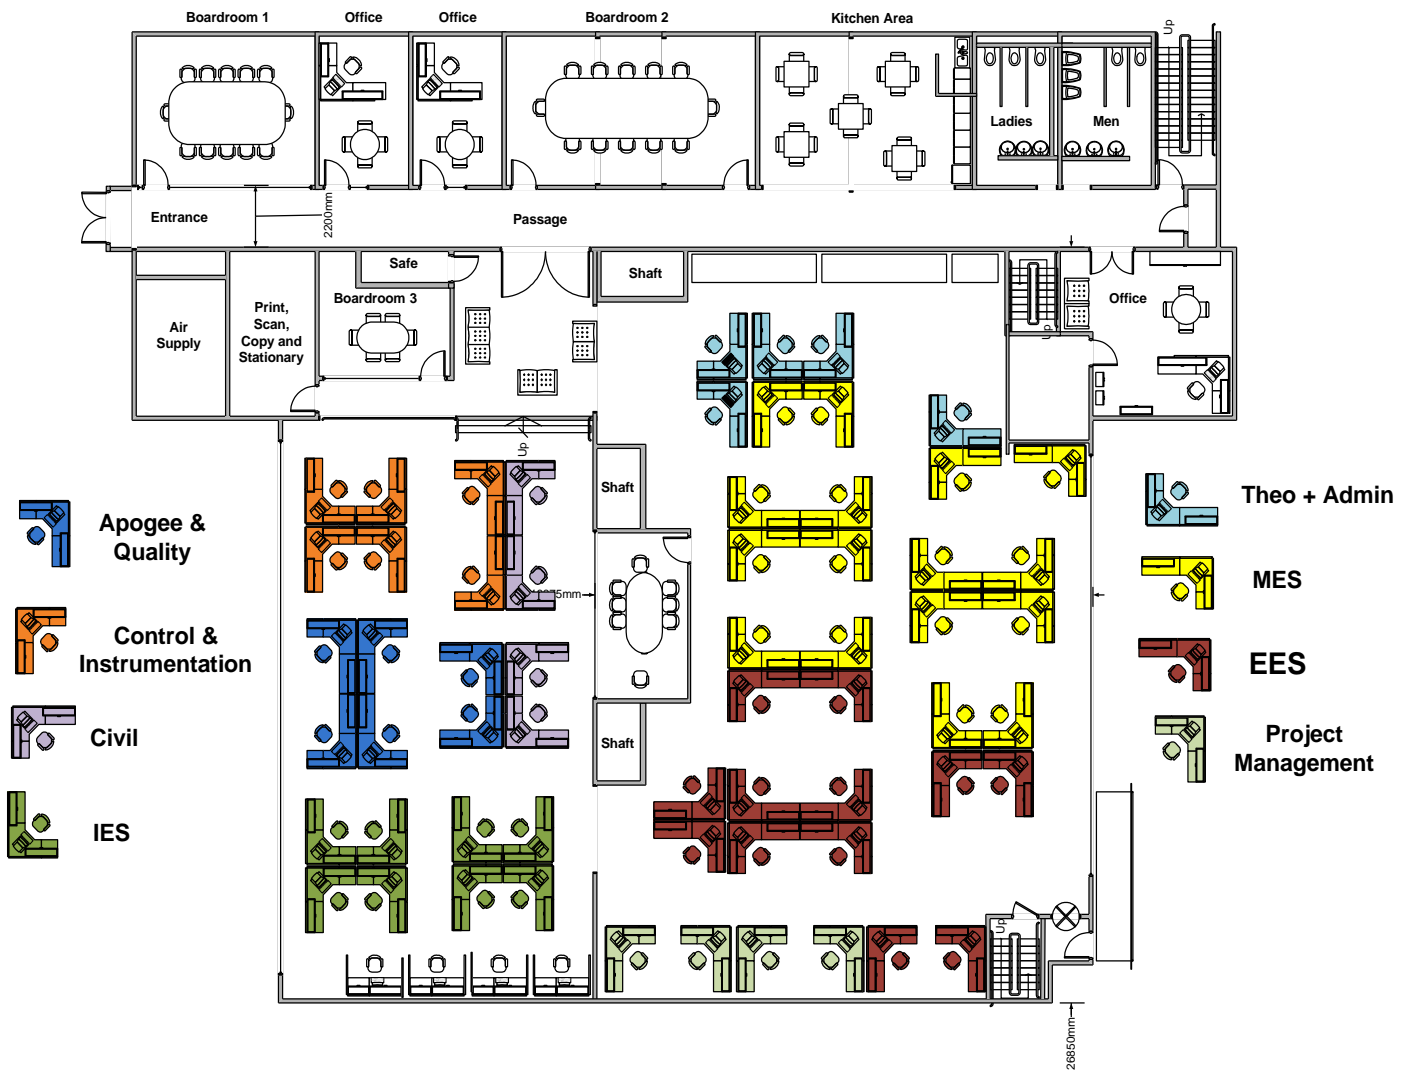 Boardroom 1
Office
Office
Boardroom 2
Kitchen Area
Up
Ladies
Men
Entrance
2200mm
Passage
Safe
Shaft
Boardroom 3
Air
Supply
Print,
Scan,
Copy and
Stationary
Office
Up
Up
Shaft
Apogee &
Quality
Theo + Admin
MES
Control &
Instrumentation
EES
Civil
Shaft
Project
Management
IES
Up
26850mm